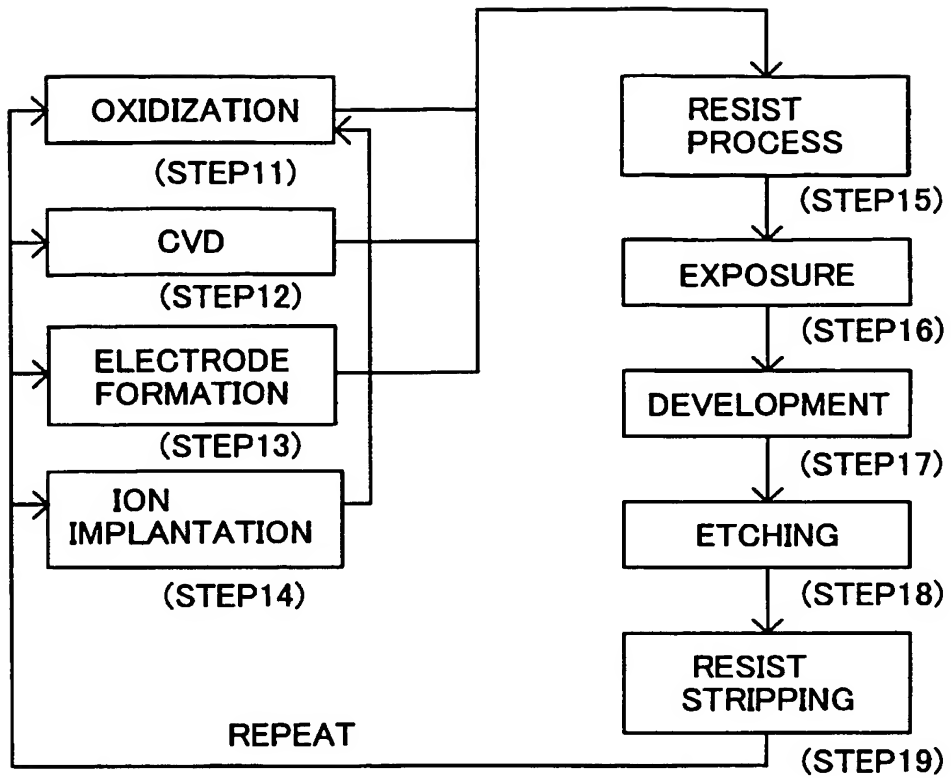 OXIDIZATION
(STEP11)
CVD
(STEP12)
ELECTRODE
FORMATION
(STEP13)
ION
IMPLANTATION
(STEP14)
RESIST
PROCESS
(STEP15)
EXPOSURE
(STEP16)
DEVELOPMENT
(STEP17)
ETCHING
(STEP18)
RESIST
STRIPPING
(STEP19)
REPEAT